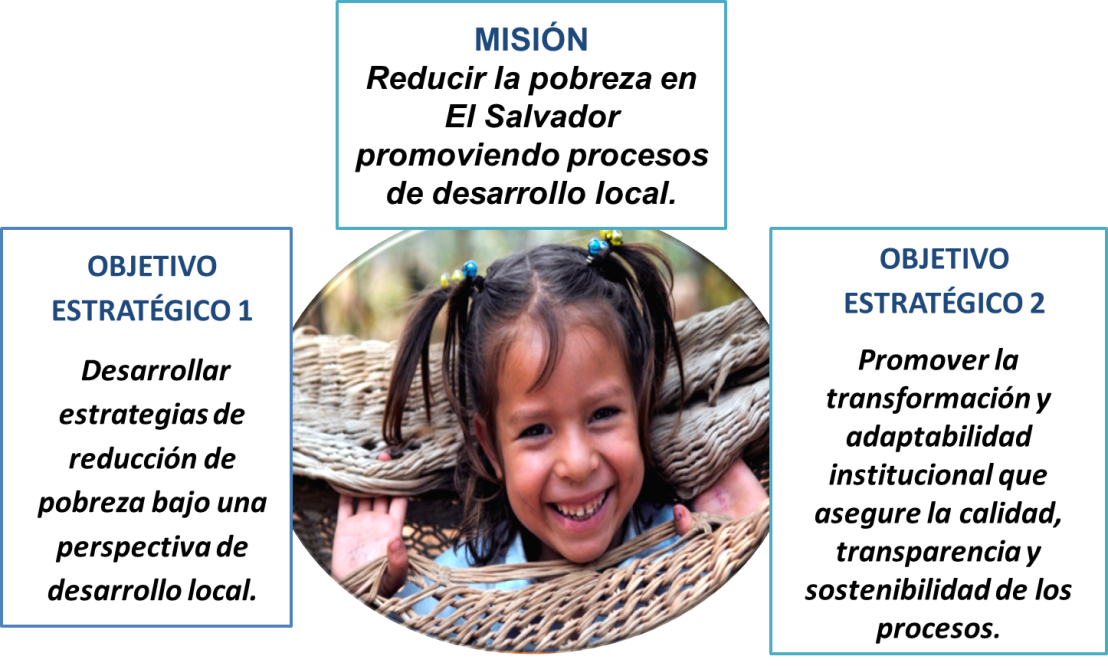 MISIÓN
Reducir la pobreza en
El Salvador
promoviendo procesos
de desarrollo local.
OBJETIVO
ESTRATÉGICO 1
Desarrollar
estrategias de
reducción de
pobreza bajo una
perspectiva de
desarrollo local.
OBJETIVO
ESTRATÉGICO 2
Promover la
transformación y
adaptabilidad
institucional que
asegure la calidad,
transparencia y
sostenibilidad de los
procesos.